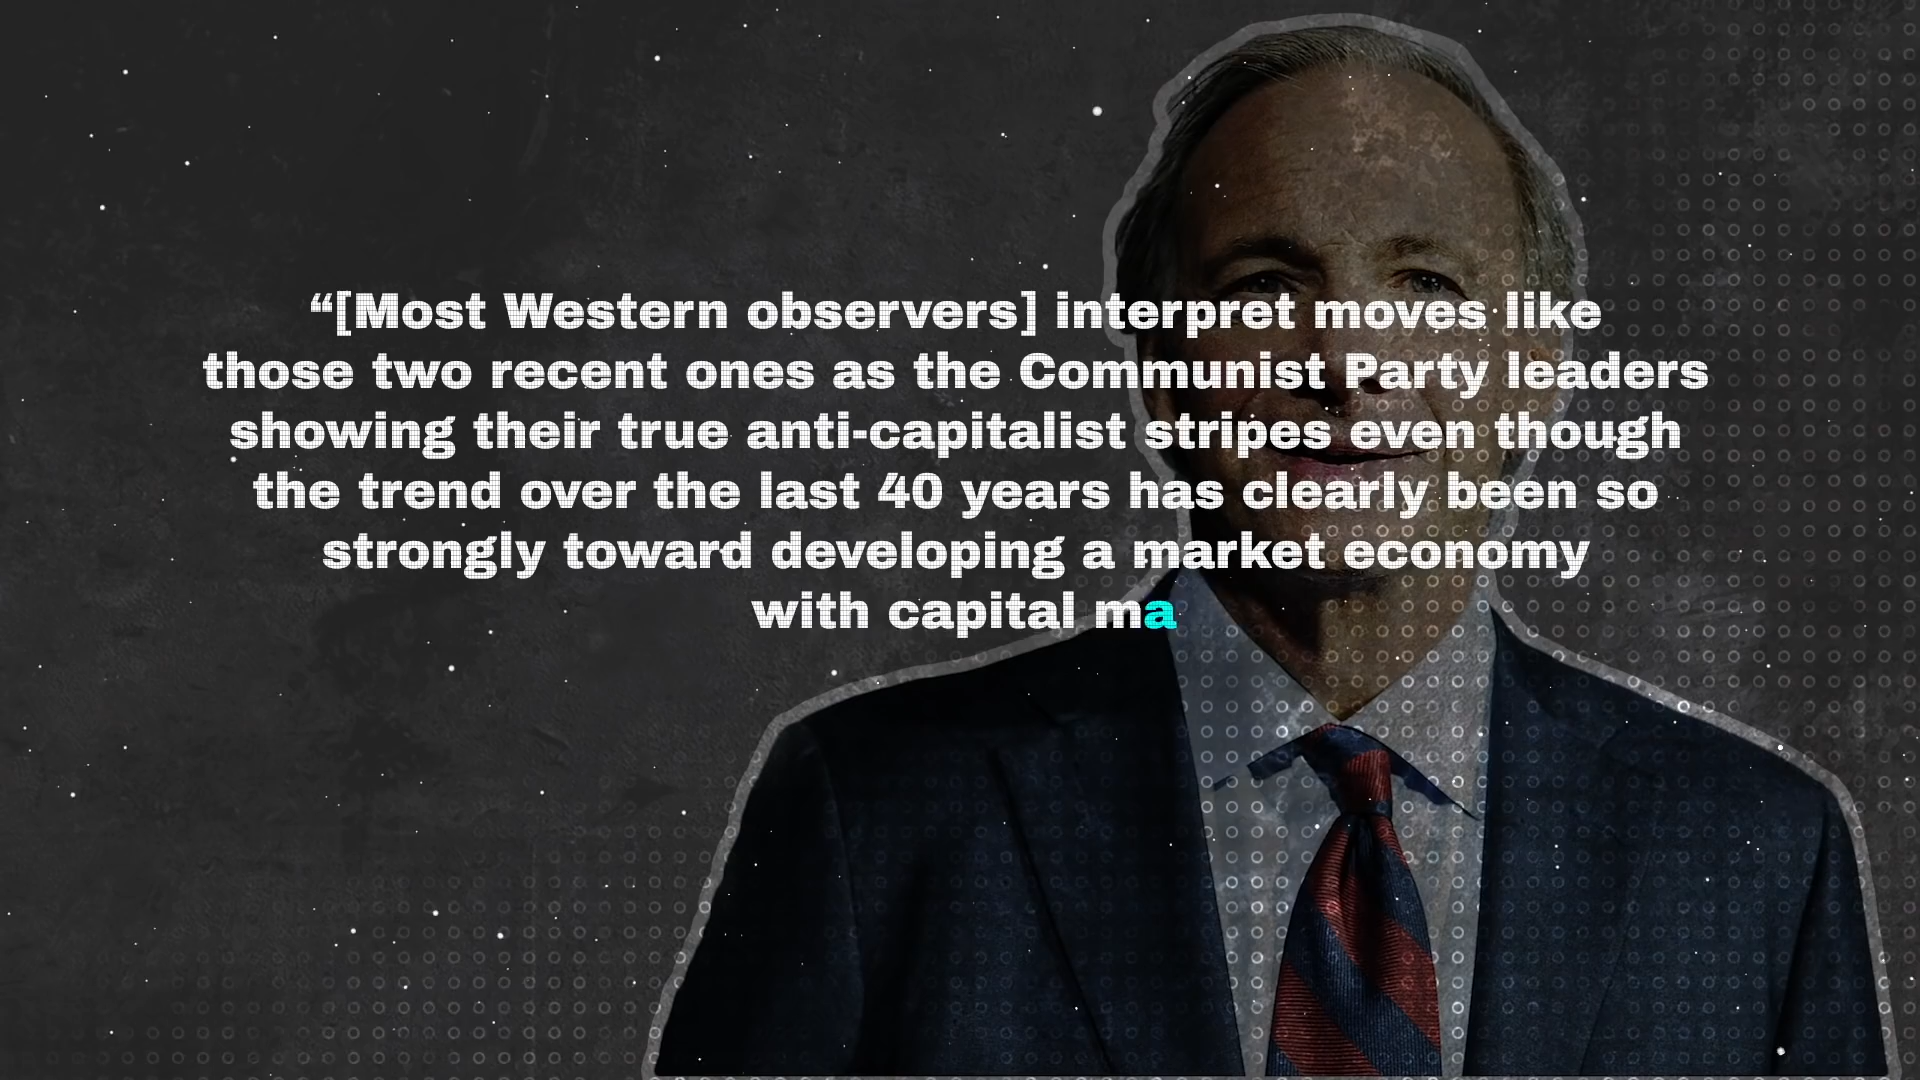 “[Most Western observers] interpret moves like
those two recent ones as the Communist Party leaders
showing their true anti-capitalist stripes even though
the trend over the last 40 years has clearly been so
strongly toward developing a market economy
with capital ma